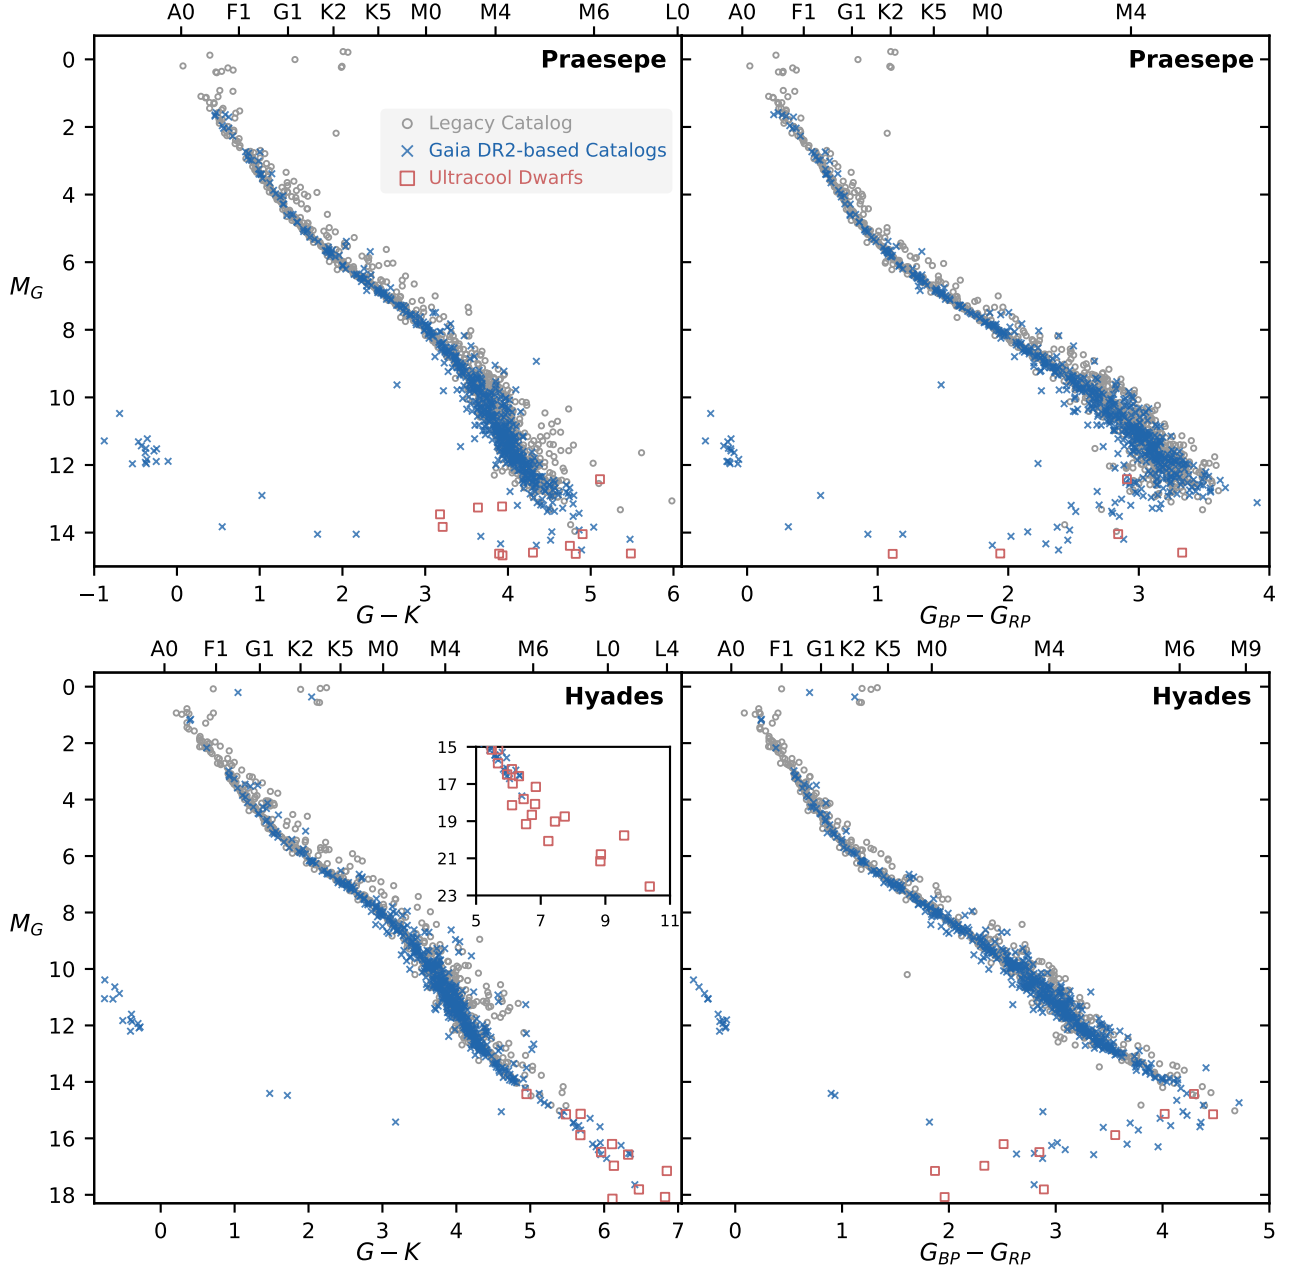 A0 F1 G1 K2 K5 M0 M4 M6 L0 A0 F1 G1 K2 K5 M0 M4
Praesepe
Praesepe
Legacy Catalog
Gaia DR2-based Catalogs
Ultracool Dwarfs
0
2
4
6
8
10
12
14
M_G
−1 0 1 2 3 4 5 6 0 1 2 3 4
G − K
G_BP − G_RP
A0 F1 G1 K2 K5 M0 M4 M6 L0 L4 A0 F1 G1 K2 K5 M0 M4 M6 M9
Hyades
Hyades
0
2
4
6
8
10
12
14
16
18
M_G
15
17
19
21
23
5 7 9 11
0 1 2 3 4 5 6 7 0 1 2 3 4 5
G − K
G_BP − G_RP